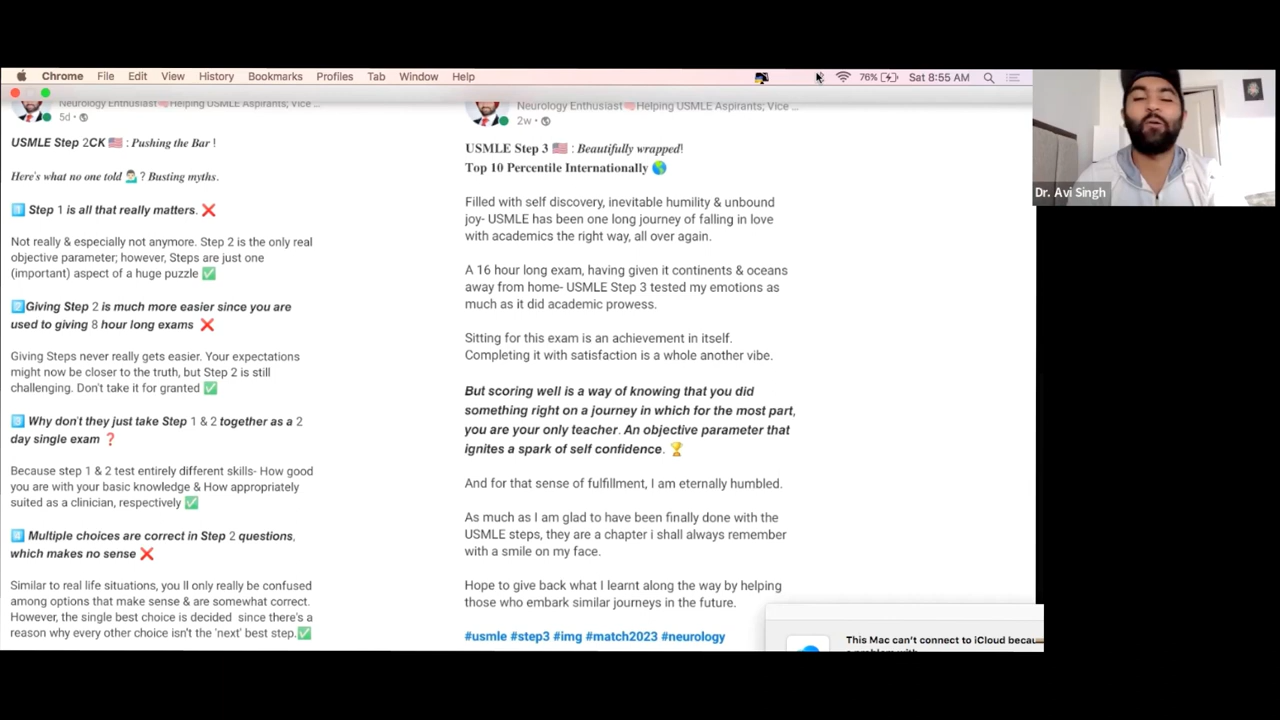 Chrome File Edit View History Bookmarks Profiles Tab Window Help 76% Sat 8:55 AM
Neurology Enthusiast🧠Helping USMLE Aspirants; Vice ...
5d •
USMLE Step 2CK 🇺🇸 : Pushing the Bar !
Here's what no one told 💁🏻‍♂️ ? Busting myths.
1️⃣ Step 1 is all that really matters. ❌
Not really & especially not anymore. Step 2 is the only real
objective parameter; however, Steps are just one
(important) aspect of a huge puzzle ✅
2️⃣Giving Step 2 is much more easier since you are
used to giving 8 hour long exams ❌
Giving Steps never really gets easier. Your expectations
might now be closer to the truth, but Step 2 is still
challenging. Don't take it for granted ✅
3️⃣ Why don't they just take Step 1 & 2 together as a 2
day single exam ❓
Because step 1 & 2 test entirely different skills- How good
you are with your basic knowledge & How appropriately
suited as a clinician, respectively ✅
4️⃣ Multiple choices are correct in Step 2 questions,
which makes no sense ❌
Similar to real life situations, you ll only really be confused
among options that make sense & are somewhat correct.
However, the single best choice is decided since there's a
reason why every other choice isn't the 'next' best step.✅
Neurology Enthusiast🧠Helping USMLE Aspirants; Vice ...
2w •
USMLE Step 3 🇺🇸 : Beautifully wrapped!
Top 10 Percentile Internationally 🌎
Filled with self discovery, inevitable humility & unbound
joy- USMLE has been one long journey of falling in love
with academics the right way, all over again.
A 16 hour long exam, having given it continents & oceans
away from home- USMLE Step 3 tested my emotions as
much as it did academic prowess.
Sitting for this exam is an achievement in itself.
Completing it with satisfaction is a whole another vibe.
But scoring well is a way of knowing that you did
something right on a journey in which for the most part,
you are your only teacher. An objective parameter that
ignites a spark of self confidence. 🏆
And for that sense of fulfillment, I am eternally humbled.
As much as I am glad to have been finally done with the
USMLE steps, they are a chapter i shall always remember
with a smile on my face.
Hope to give back what I learnt along the way by helping
those who embark similar journeys in the future.
#usmle #step3 #img #match2023 #neurology
This Mac can't connect to iCloud becau
Dr. Avi Singh